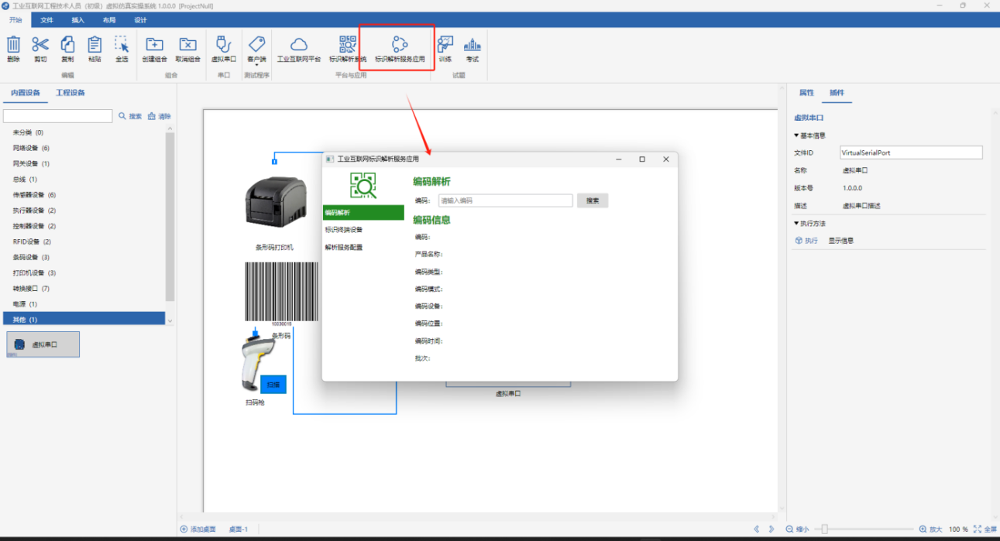 工业互联网工程技术人员（初级）虚拟仿真实操系统 1.0.0.0 [ProjectNull]
开始 文件 插入 布局 设计
删除 剪切 复制 粘贴 全选 创建组合 取消组合 虚拟串口 客户端 工业互联网平台 标识解析系统 标识解析服务应用 训练 考试
编辑 组合 串口 测试程序 平台与应用 试题
内置设备 工程设备
搜索 清除
未分类 (0)
网络设备 (6)
网关设备 (1)
总线 (1)
传感器设备 (6)
执行器设备 (2)
控制器设备 (2)
RFID设备 (2)
条码设备 (3)
打印机设备 (3)
转换接口 (7)
电源 (1)
其他 (1)
虚拟串口
条形码打印机
10030018
条形码
扫描
扫码枪
虚拟串口
工业互联网标识解析服务应用
编码解析
标识终端设备
解析服务配置
编码解析
编码: 请输入编码 搜索
编码信息
编码:
产品名称:
编码类型:
编码模式:
编码设备:
编码位置:
编码时间:
批次:
属性 插件
虚拟串口
基本信息
文件ID VirtualSerialPort
名称 虚拟串口
版本号 1.0.0.0
描述 虚拟串口描述
执行方法
执行 显示信息
添加桌面 桌面-1
缩小 放大 100 % 全屏